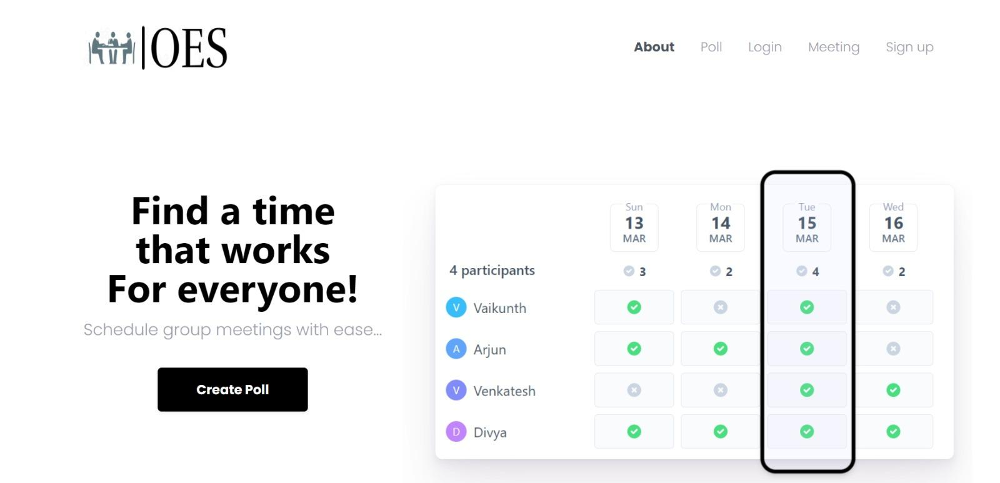 |OES
About Poll Login Meeting Sign up
Find a time
that works
For everyone!
Schedule group meetings with ease...
Create Poll
Sun Mon Tue Wed
13 14 15 16
MAR MAR MAR MAR
4 participants 3 2 4 2
V Vaikunth
A Arjun
V Venkatesh
D Divya